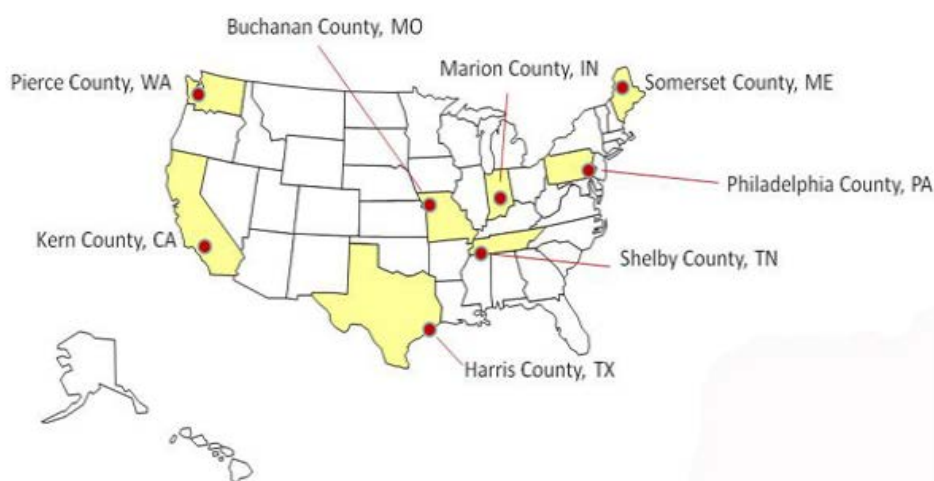 Buchanan County, MO
Marion County, IN
Pierce County, WA
Somerset County, ME
Philadelphia County, PA
Kern County, CA
Shelby County, TN
Harris County, TX